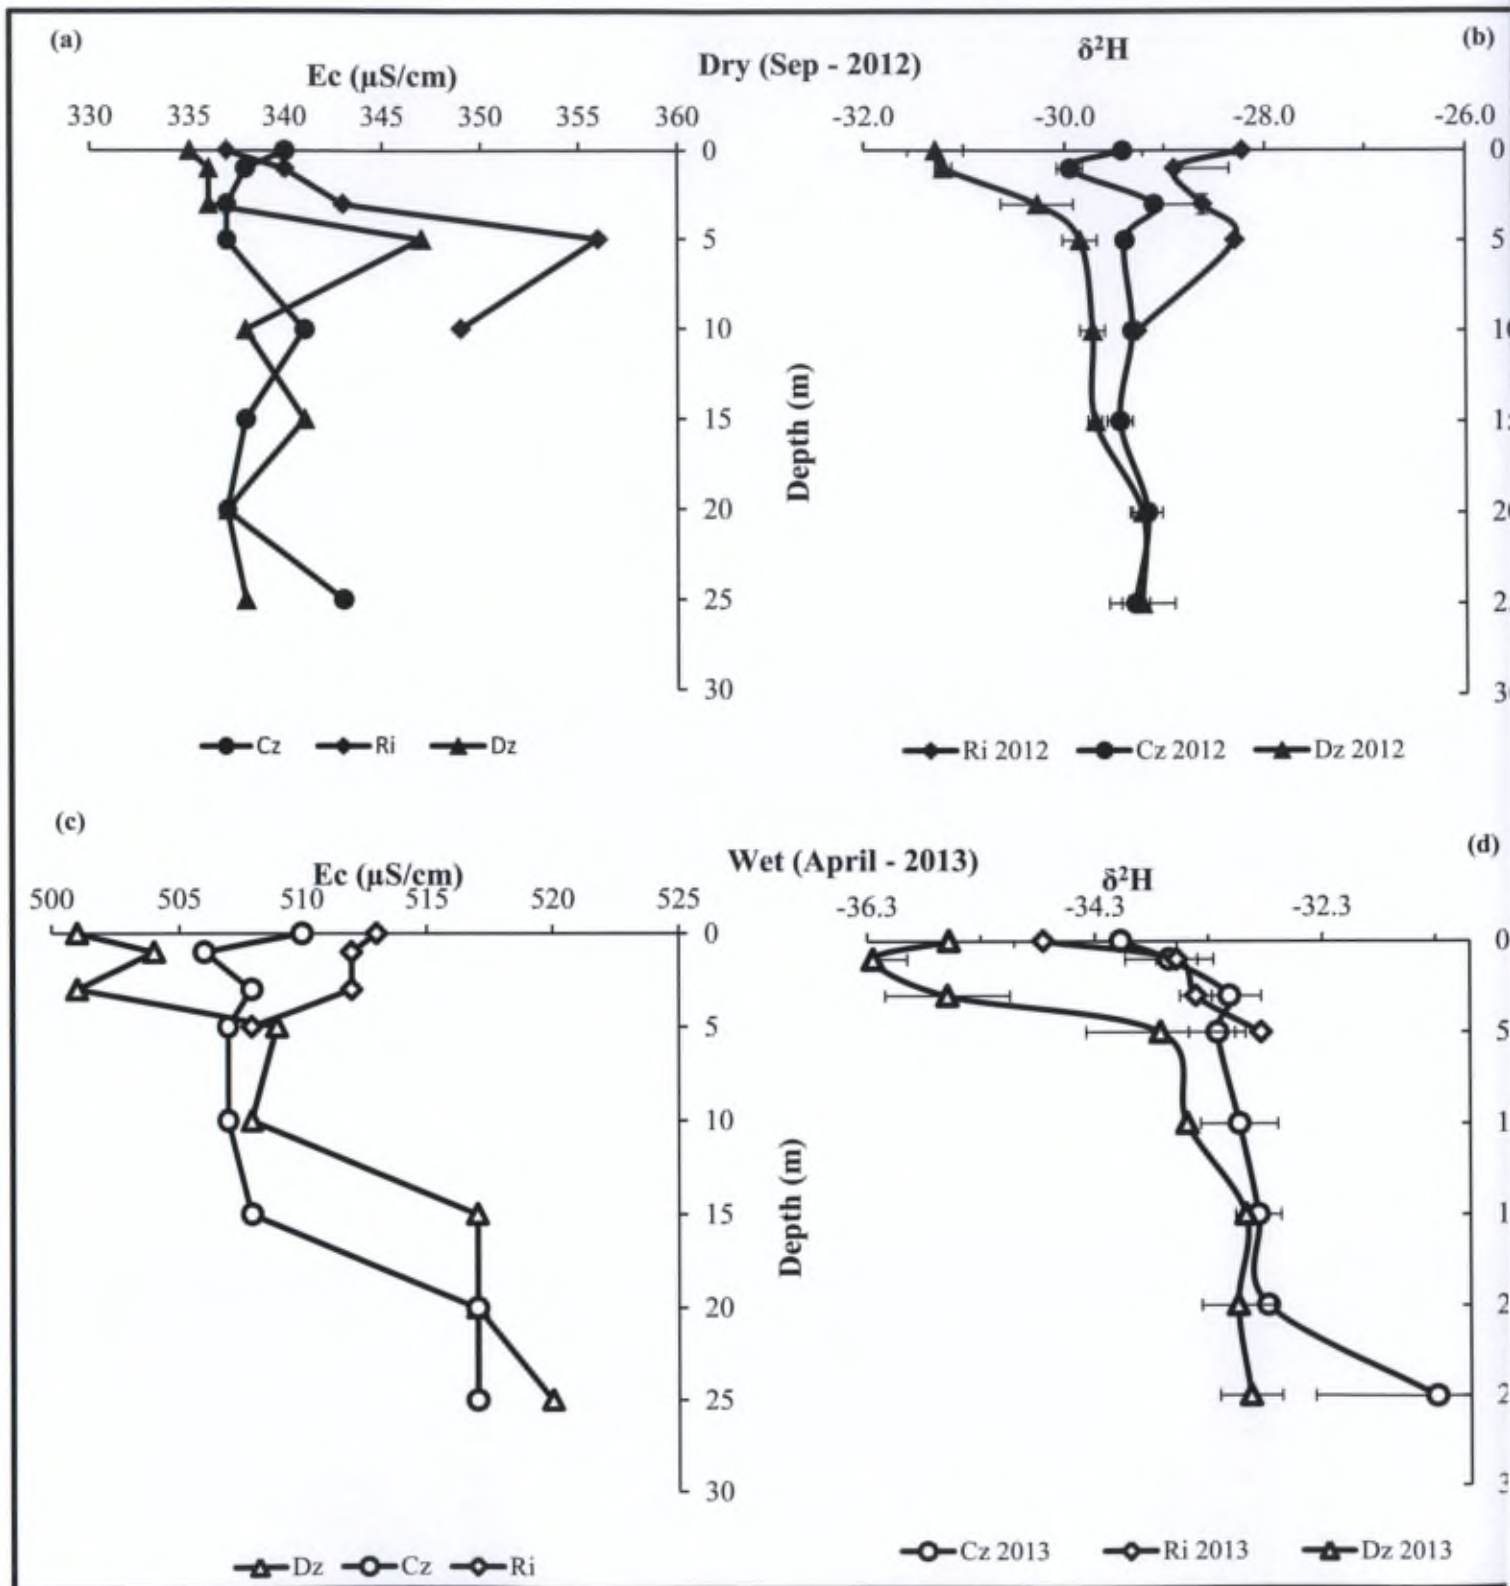 (a)
Ec (µS/cm)
Dry (Sep - 2012)
δ²H
(b)
330 335 340 345 350 355 360
-32.0 -30.0 -28.0 -26.0
0
5
10
15
20
25
30
Depth (m)
0
5
Cz Ri Dz
Ri 2012 Cz 2012 Dz 2012
(c)
Ec (µS/cm)
Wet (April - 2013)
δ²H
(d)
500 505 510 515 520 525
-36.3 -34.3 -32.3
0
5
10
15
20
25
30
Depth (m)
0
5
Dz Cz Ri
Cz 2013 Ri 2013 Dz 2013